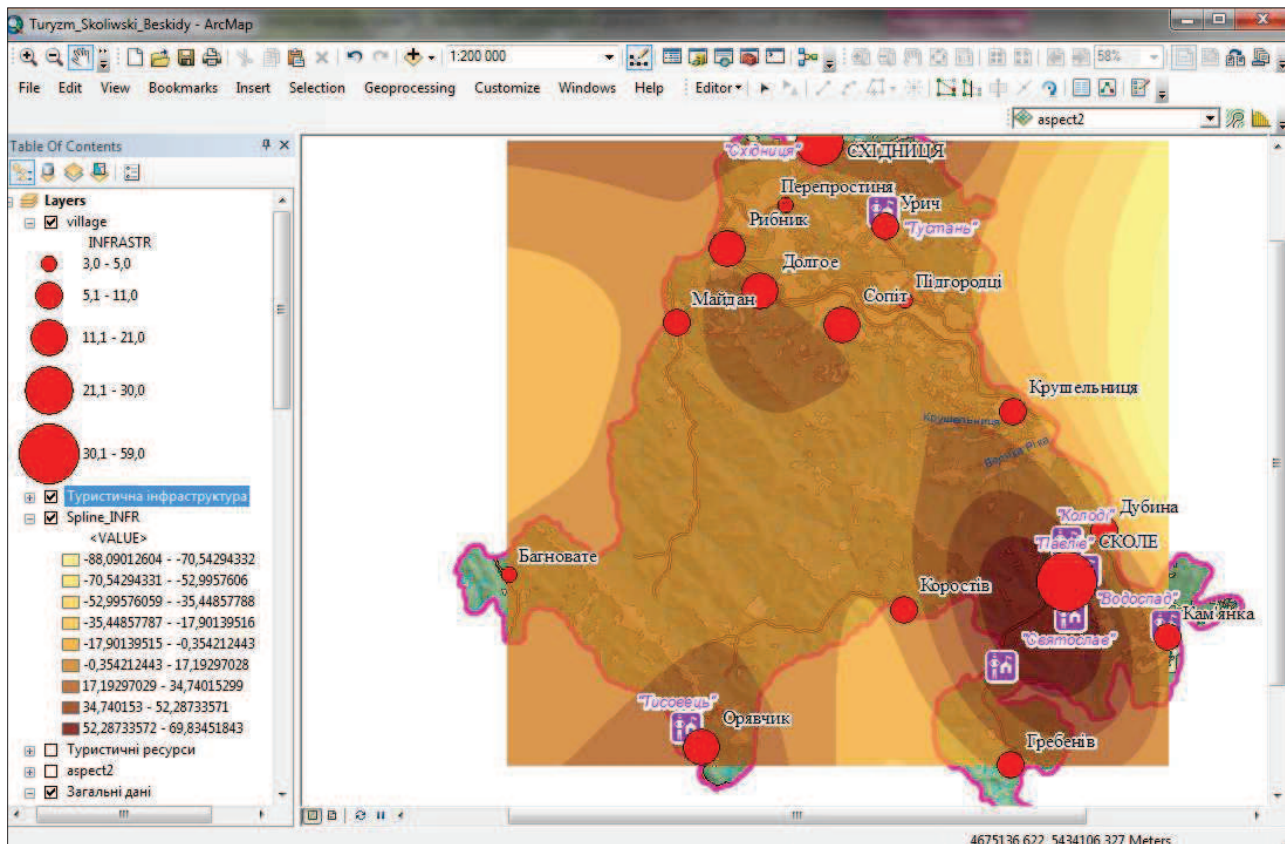 Turyzm_Skoliwski_Beskidy - ArcMap
1:200 000
58%
File Edit View Bookmarks Insert Selection Geoprocessing Customize Windows Help Editor
aspect2
Table Of Contents
Layers
village
INFRASTR
3,0 - 5,0
5,1 - 11,0
11,1 - 21,0
21,1 - 30,0
30,1 - 59,0
Туристична інфраструктура
Spline_INFR
<VALUE>
-88,09012604 - -70,54294332
-70,54294331 - -52,9957606
-52,99576059 - -35,44857788
-35,44857787 - -17,90139516
-17,90139515 - -0,354212443
-0,354212443 - 17,19297028
17,19297029 - 34,74015299
34,740153 - 52,28733571
52,28733572 - 69,83451843
Туристичні ресурси
aspect2
Загальні дані
"Східниця" СХІДНИЦЯ
Перепростиня
Урич
Рибник
"Тустань"
Долгое
Підгородці
Майдан
Сопіт
Крушельниця
Крушельниця
Велика Ріка
"Колоді" Дубина
"Павлів" СКОЛЕ
Багновате
Коростів
"Водоспад"
Кам'янка
"Святослав"
"Тисовець"
Орявчик
Гребенів
4675136,622 5434106,327 Meters